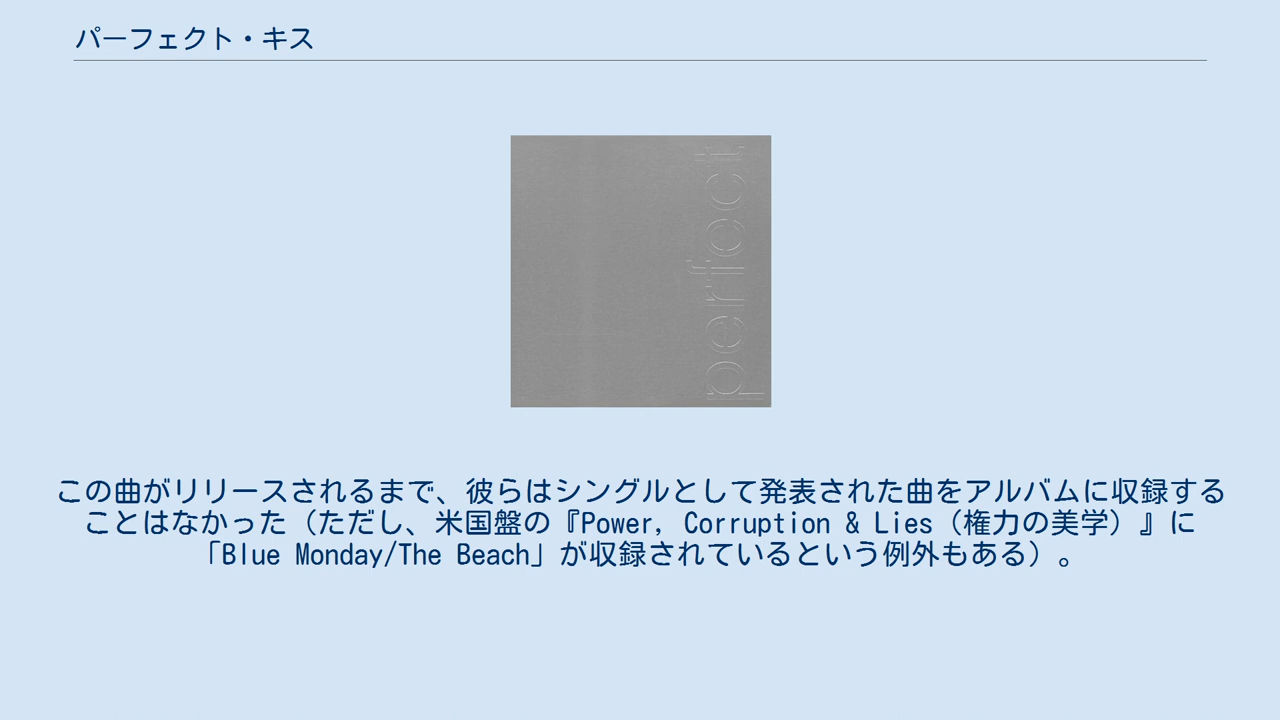 パーフェクト・キス
perfect
この曲がリリースされるまで、彼らはシングルとして発表された曲をアルバムに収録する
ことはなかった（ただし、米国盤の『Power, Corruption & Lies（権力の美学）』に
「Blue Monday/The Beach」が収録されているという例外もある）。